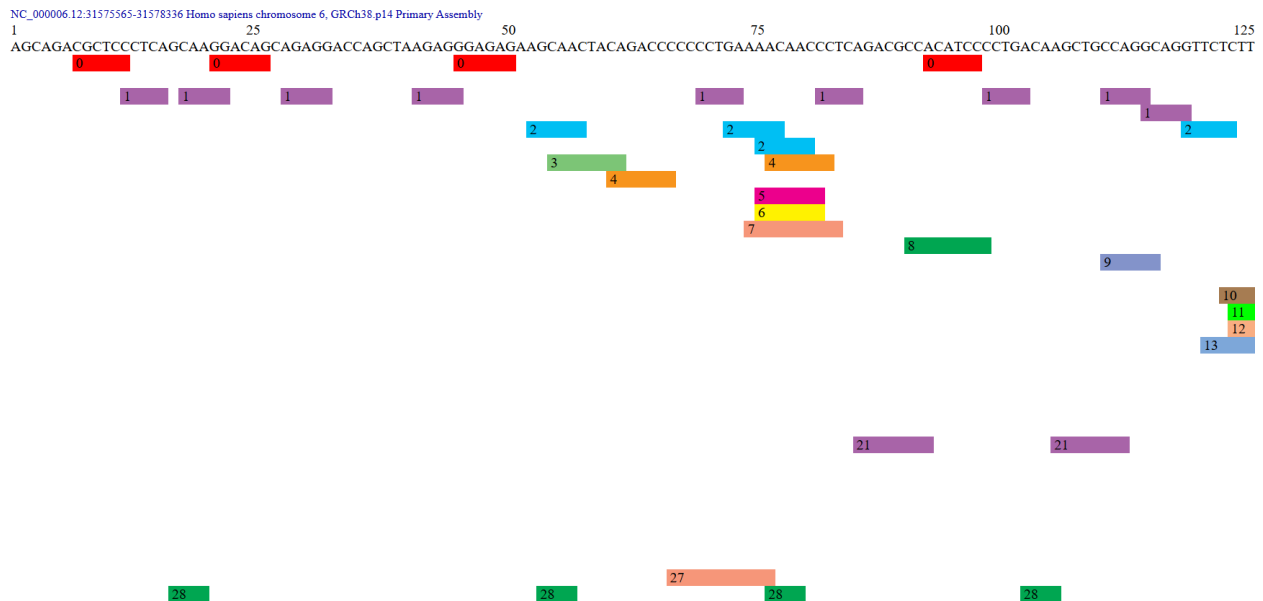 NC_000006.12:31575565-31578336 Homo sapiens chromosome 6, GRCh38.p14 Primary Assembly
1 25 50 75 100 125
AGCAGACGCTCCCTCAGCAAGGACAGCAGAGGACCAGCTAAGAGGGAGAGAAGCAACTACAGACCCCCCCTGAAAACAACCCTCAGACGCCACATCCCCTGACAAGCTGCCAGGCAGGTTCTCTT
0 0 0 0
1 1 1 1 1 1 1 1
1
2 2 2
2
3 4
4
5
6
7
8
9
10
11
12
13
21 21
27
28 28 28 28